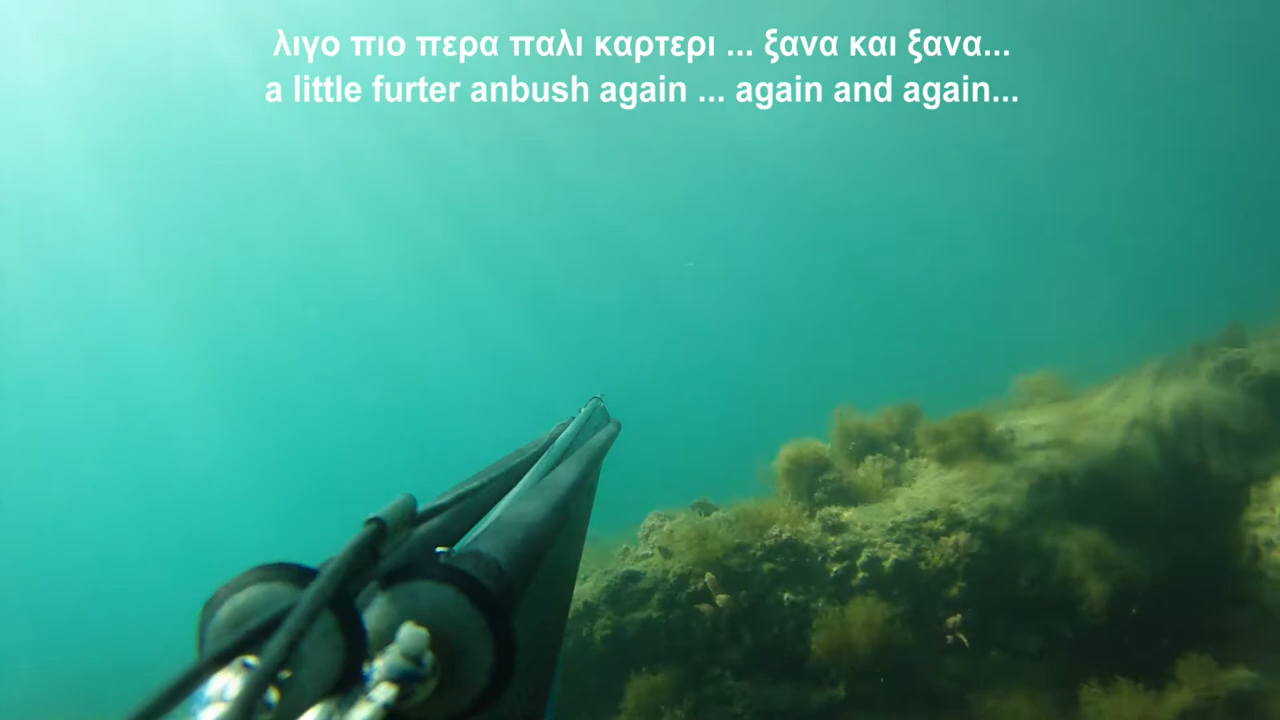 λιγο πιο περα παλι καρτερι ... ξανα και ξανα...
a little furter anbush again ... again and again...